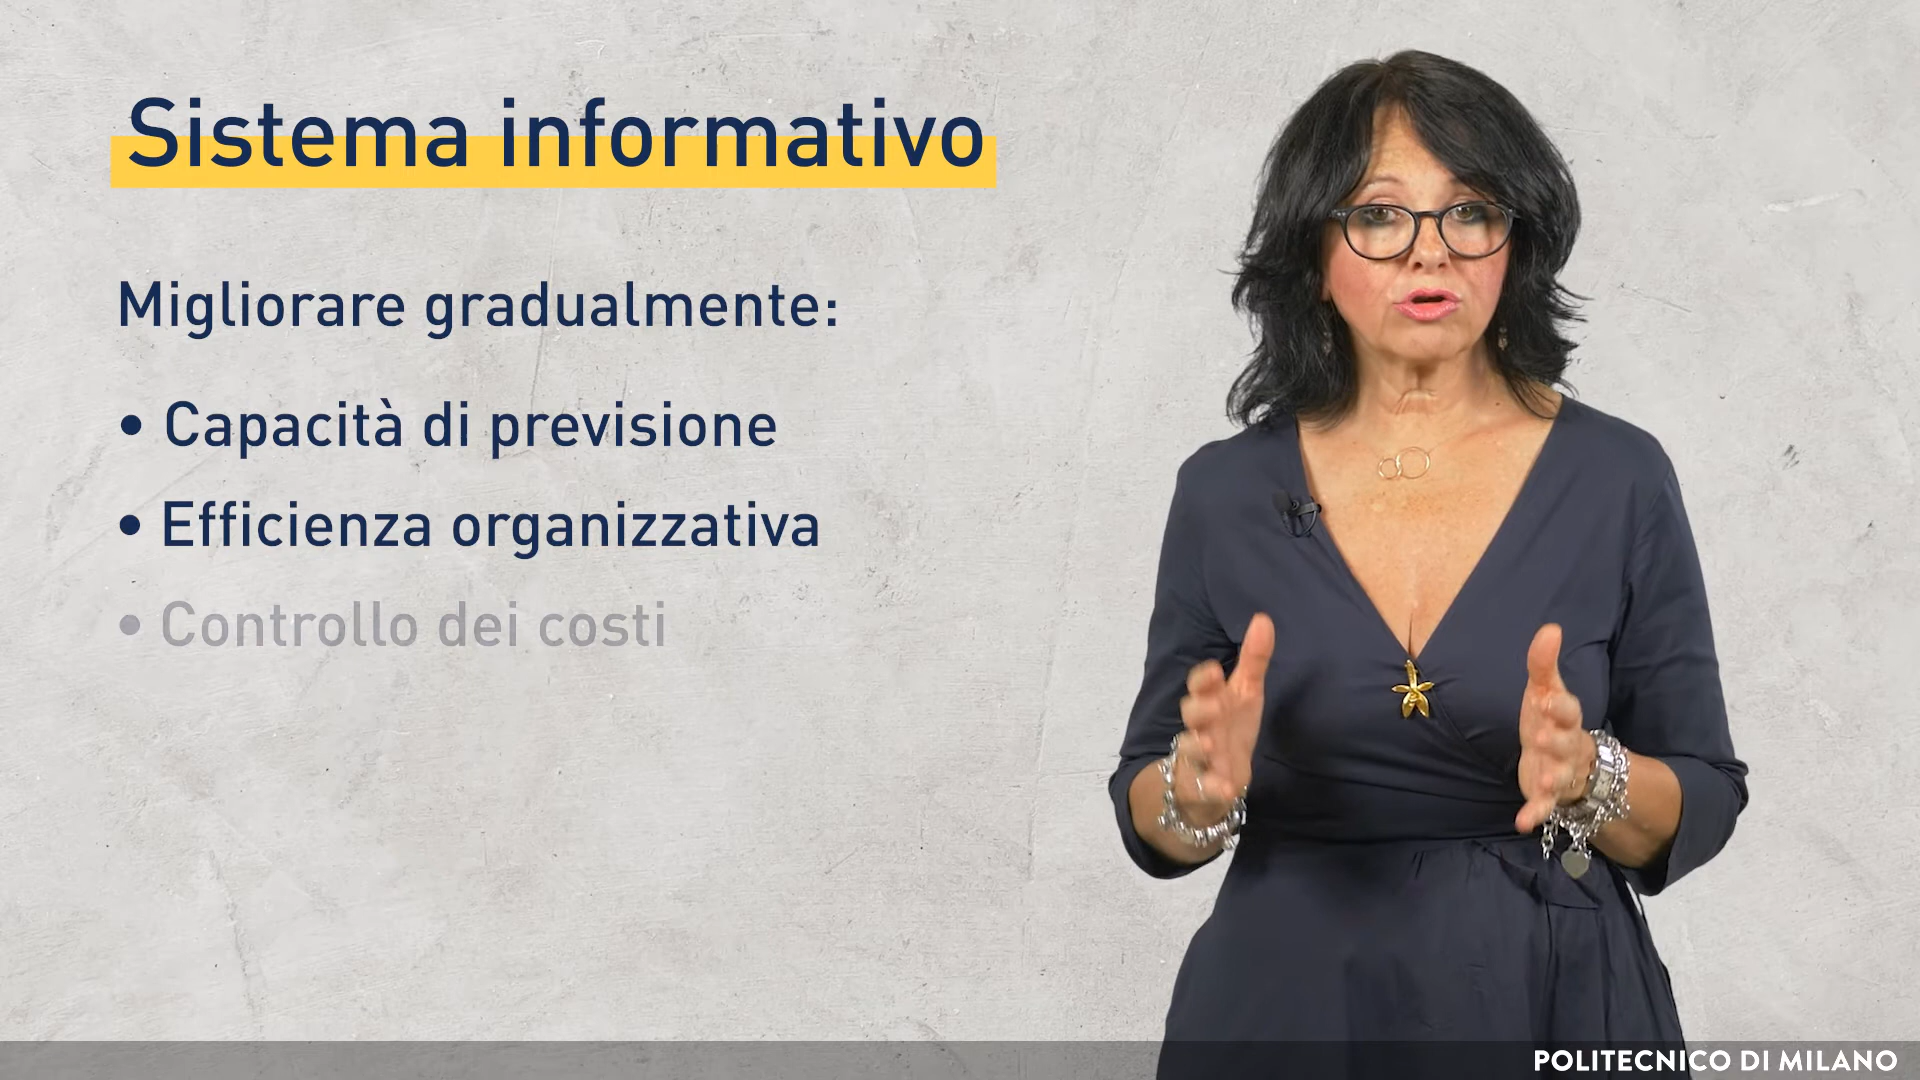 Sistema informativo
Migliorare gradualmente:
• Capacità di previsione
• Efficienza organizzativa
• Controllo dei costi
POLITECNICO DI MILANO